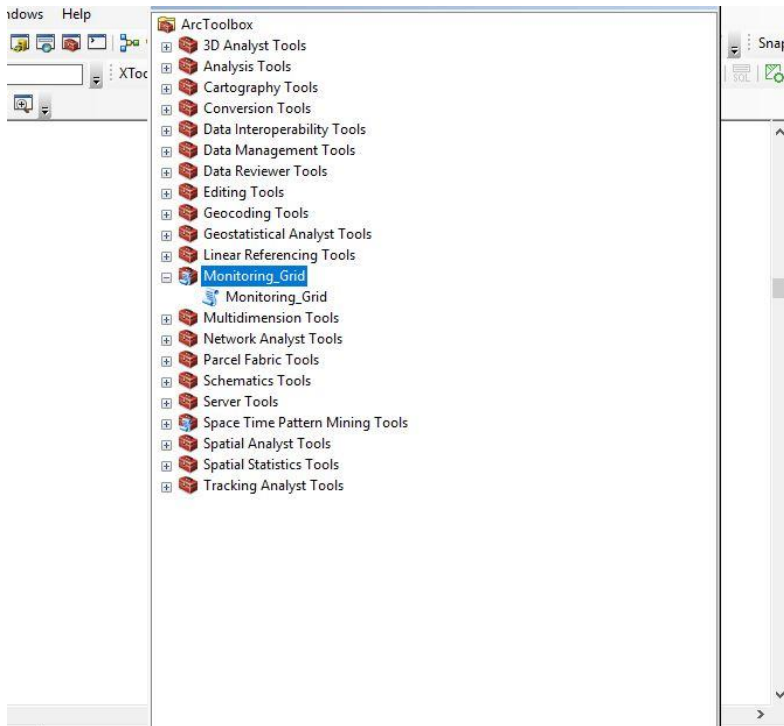 ndows Help
ArcToolbox
3D Analyst Tools
Snap
Analysis Tools
XToo
Cartography Tools
SQL
Conversion Tools
Data Interoperability Tools
Data Management Tools
Data Reviewer Tools
Editing Tools
Geocoding Tools
Geostatistical Analyst Tools
Linear Referencing Tools
Monitoring_Grid
Monitoring_Grid
Multidimension Tools
Network Analyst Tools
Parcel Fabric Tools
Schematics Tools
Server Tools
Space Time Pattern Mining Tools
Spatial Analyst Tools
Spatial Statistics Tools
Tracking Analyst Tools